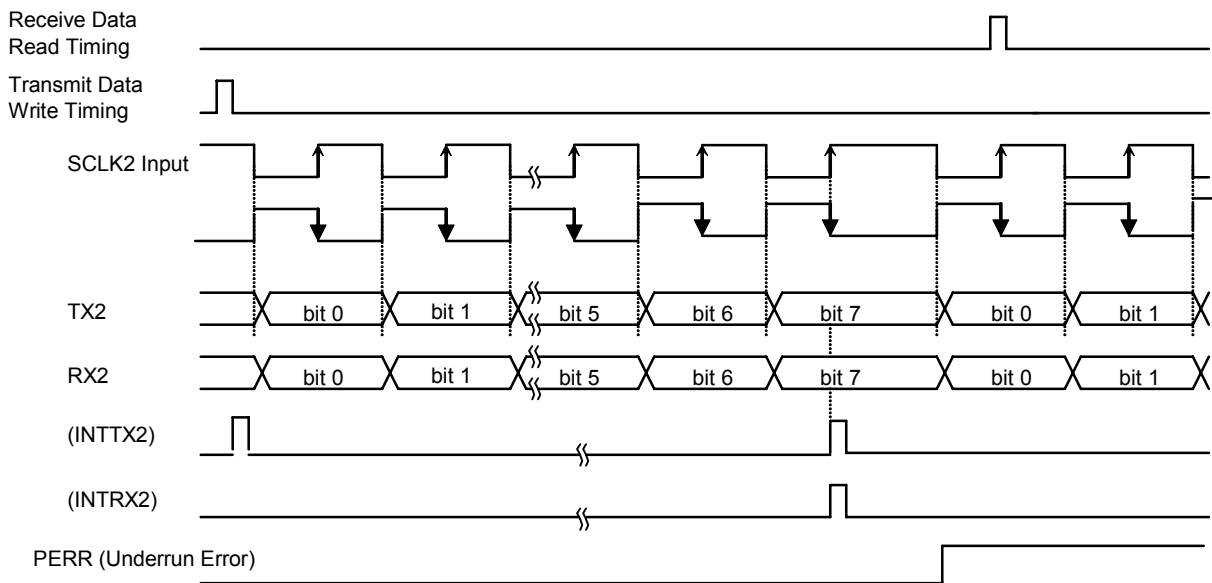 Receive Data
Read Timing
Transmit Data
Write Timing
SCLK2 Input
TX2
bit 0
bit 1
bit 5
bit 6
bit 7
bit 0
bit 1
RX2
bit 0
bit 1
bit 5
bit 6
bit 7
bit 0
bit 1
(INTTX2)
(INTRX2)
PERR (Underrun Error)